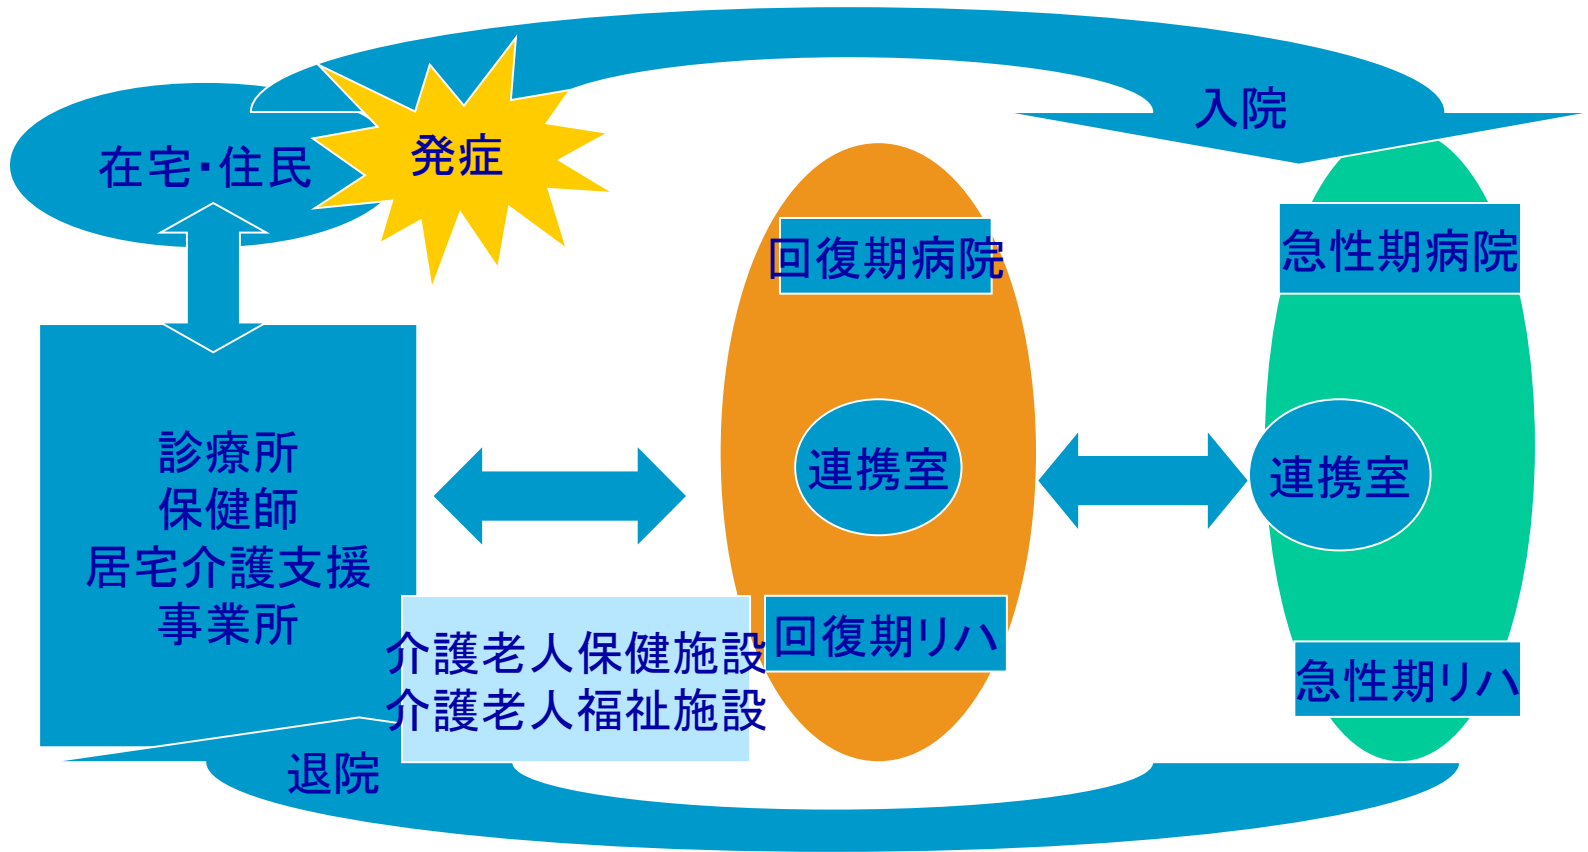 入院
発症
在宅・住民
回復期病院
急性期病院
診療所
保健師
居宅介護支援
事業所
連携室
連携室
介護老人保健施設
介護老人福祉施設
回復期リハ
急性期リハ
退院